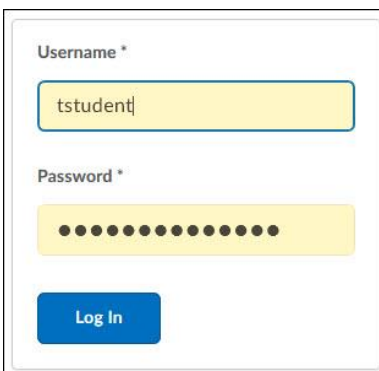 Username *
tstudent
Password *
●●●●●●●●●●●●●●
Log In